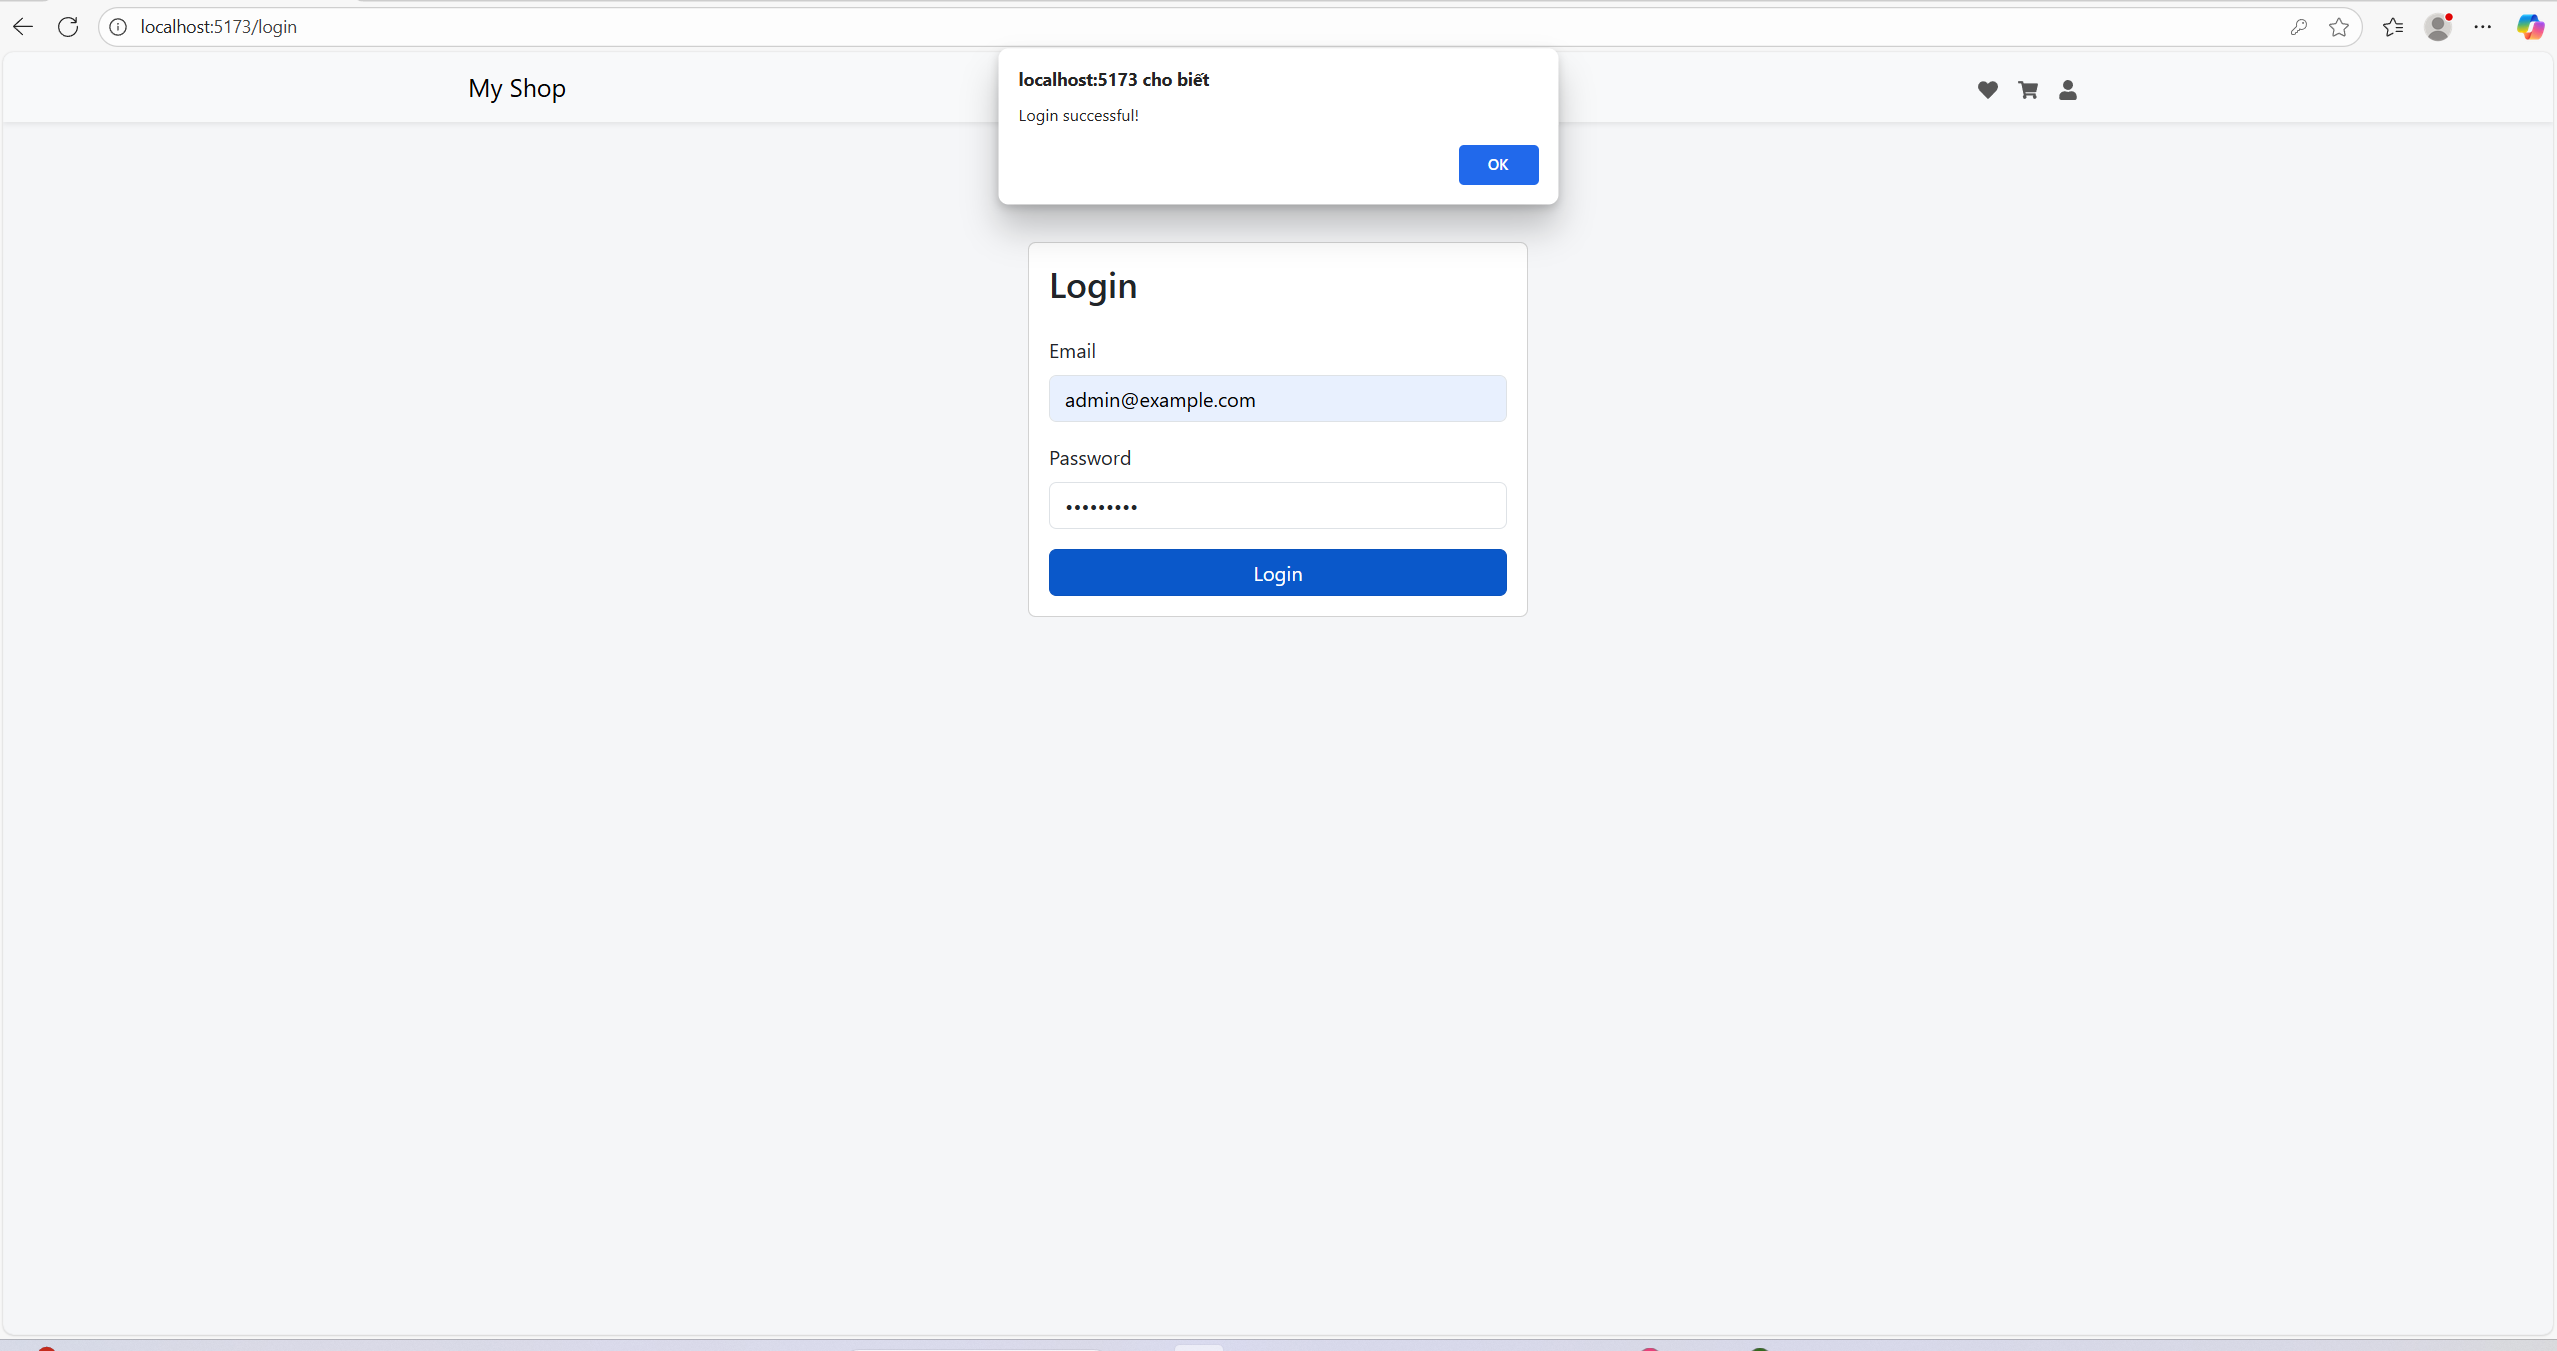 localhost:5173/login
My Shop
localhost:5173 cho biết
Login successful!
OK
Login
Email
admin@example.com
Password
•••••••••
Login